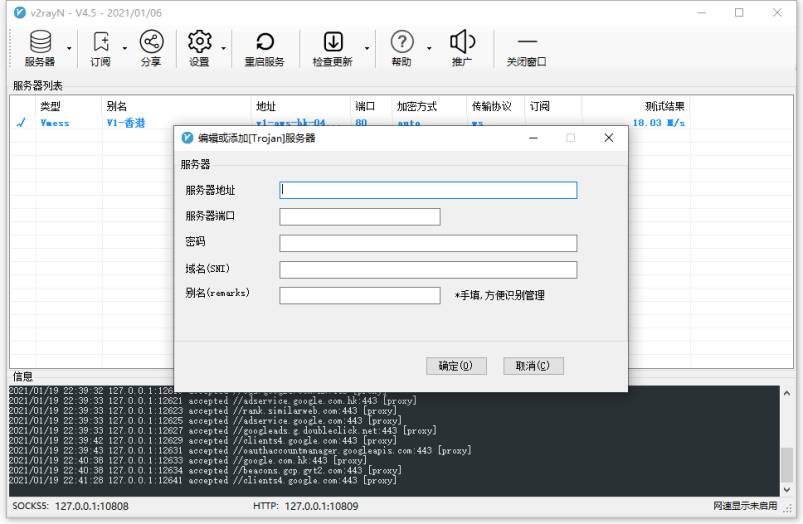 v2rayN - V4.5 - 2021/01/06
服务器 订阅 分享 设置 重启服务 检查更新 帮助 推广 关闭窗口
服务器列表
类型 别名 地址 端口 加密方式 传输协议 订阅 测试结果
Vmess V1-香港 v1-aws-hk-04... 80 auto ws 18.03 M/s
编辑或添加[Trojan]服务器
服务器
服务器地址
服务器端口
密码
域名(SNI)
别名(remarks) *手填,方便识别管理
确定(O) 取消(C)
信息
2021/01/19 22:39:32 127.0.0.1:126 [proxy]
2021/01/19 22:39:33 127.0.0.1:12621 accepted //adservice.google.com.hk:443 [proxy]
2021/01/19 22:39:33 127.0.0.1:12623 accepted //rank.similarweb.com:443 [proxy]
2021/01/19 22:39:33 127.0.0.1:12625 accepted //adservice.google.com:443 [proxy]
2021/01/19 22:39:33 127.0.0.1:12627 accepted //googleads.g.doubleclick.net:443 [proxy]
2021/01/19 22:39:42 127.0.0.1:12629 accepted //clients4.google.com:443 [proxy]
2021/01/19 22:39:43 127.0.0.1:12631 accepted //oauthaccountmanager.googleapis.com:443 [proxy]
2021/01/19 22:40:38 127.0.0.1:12633 accepted //google.com.hk:443 [proxy]
2021/01/19 22:40:38 127.0.0.1:12634 accepted //beacons.gcp.gvt2.com:443 [proxy]
2021/01/19 22:41:28 127.0.0.1:12641 accepted //clients4.google.com:443 [proxy]
SOCKS5: 127.0.0.1:10808 HTTP: 127.0.0.1:10809 网速显示未启用